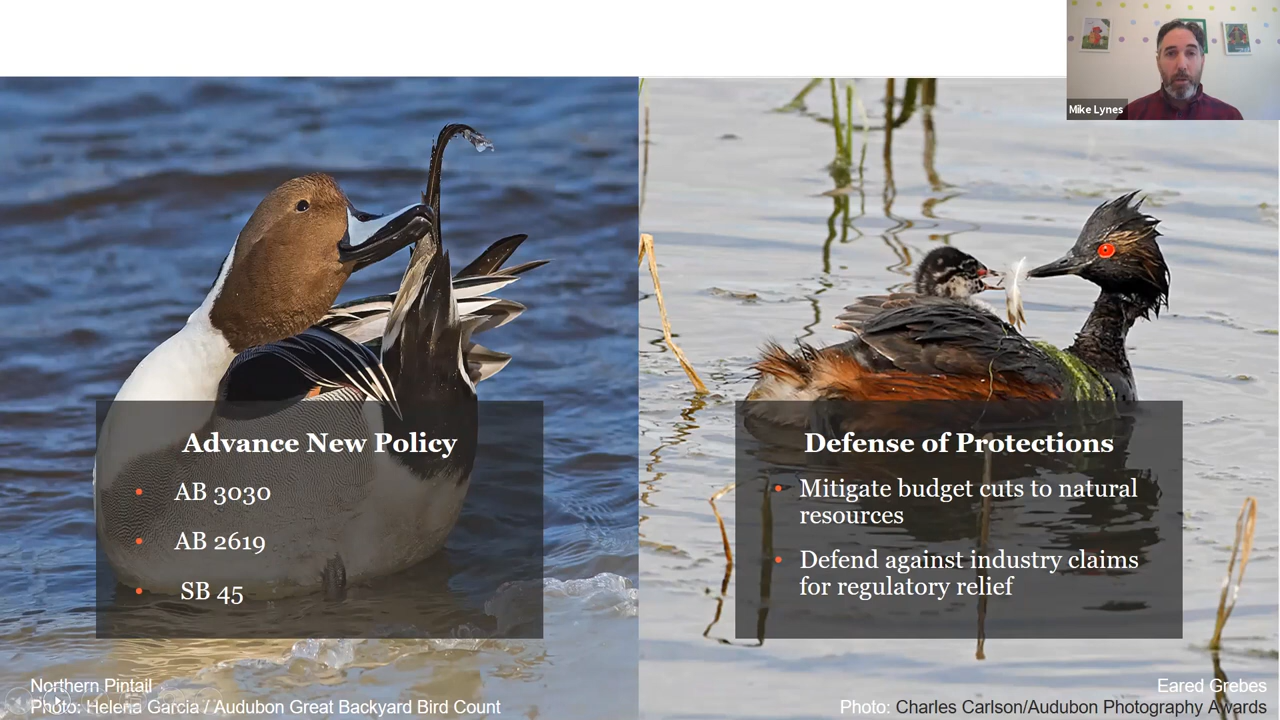 Mike Lynes
Advance New Policy
AB 3030
AB 2619
SB 45
Defense of Protections
Mitigate budget cuts to natural
resources
Defend against industry claims
for regulatory relief
Northern Pintail
Photo: Helena Garcia / Audubon Great Backyard Bird Count
Eared Grebes
Photo: Charles Carlson/Audubon Photography Awards